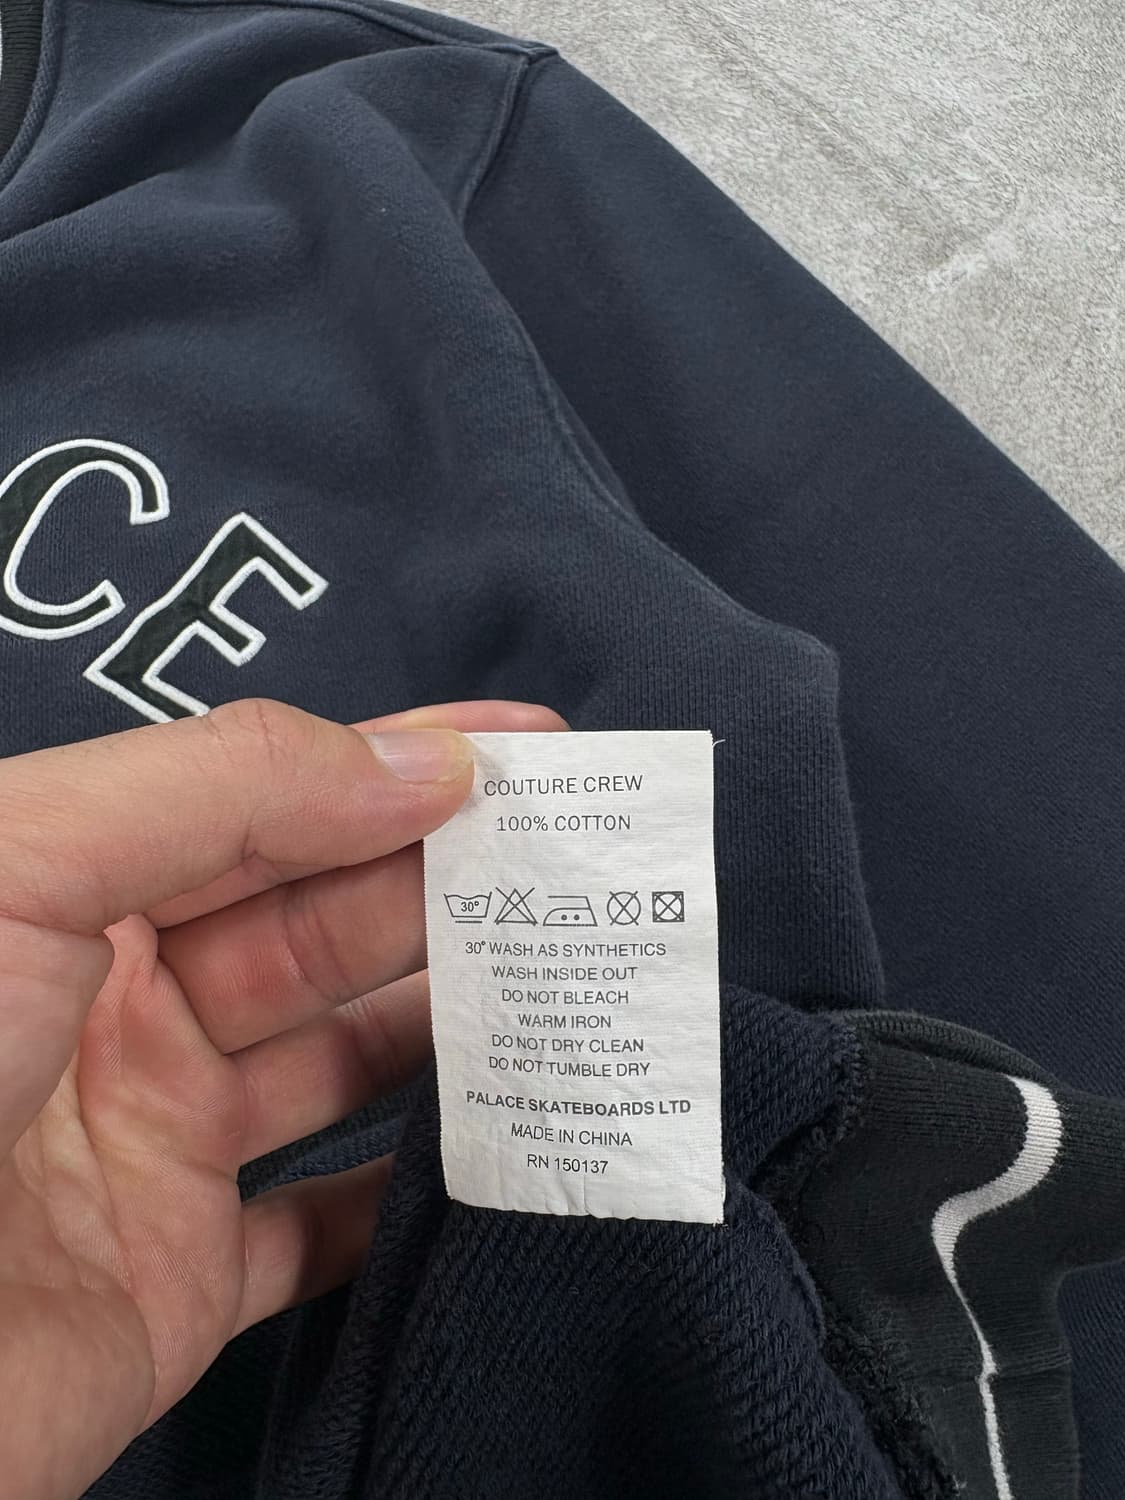 CE
COUTURE CREW
100% COTTON
30°
30° WASH AS SYNTHETICS
WASH INSIDE OUT
DO NOT BLEACH
WARM IRON
DO NOT DRY CLEAN
DO NOT TUMBLE DRY
PALACE SKATEBOARDS LTD
MADE IN CHINA
RN 150137